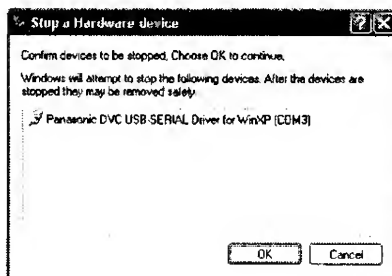 Stop a Hardware device
Confirm devices to be stopped, Choose OK to continue.
Windows will attempt to stop the following devices. After the devices are
stopped they may be removed safely.
Panasonic DVC USB-SERIAL Driver for WinXP (COM3)
OK Cancel